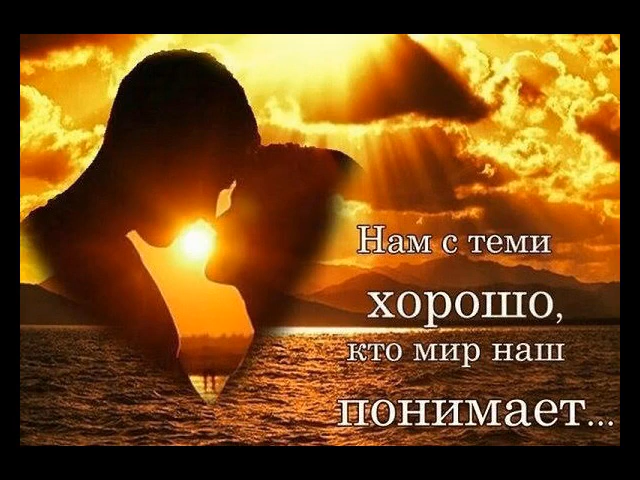 Нам с теми
хорошо,
кто мир наш
понимает...